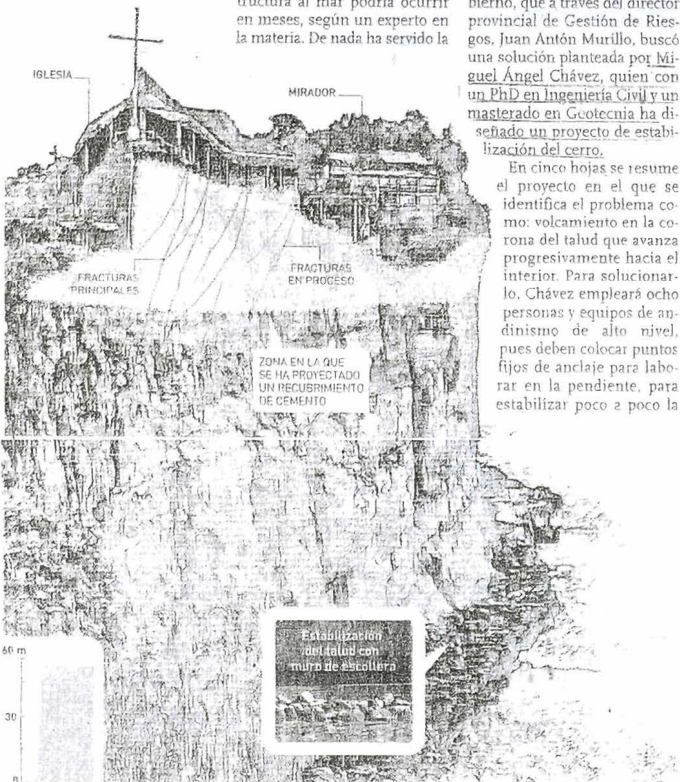 tructura al mar podría ocurrir
en meses, según un experto en
la materia. De nada ha servido la
bierno, que a través del director
provincial de Gestión de Ries-
gos, Juan Antón Murillo, buscó
una solución planteada por Mi-
guel Ángel Chávez, quien con
un PhD en Ingeniería Civil y un
masterado en Geotecnia ha di-
señado un proyecto de estabi-
lización del cerro.
En cinco hojas se resume
el proyecto en el que se
identifica el problema co-
mo: volcamiento en la co-
rona del talud que avanza
progresivamente hacia el
interior. Para solucionar-
lo, Chávez empleará ocho
personas y equipos de an-
dinismo de alto nivel,
pues deben colocar puntos
fijos de anclaje para labo-
rar en la pendiente, para
estabilizar poco a poco la
IGLESIA
MIRADOR
FRACTURAS
PRINCIPALES
FRACTURAS
EN PROCESO
ZONA EN LA QUE
SE HA PROYECTADO
UN RECUBRIMIENTO
DE CEMENTO
Estabilización
del talud con
muro de escollera
60 m
30
0